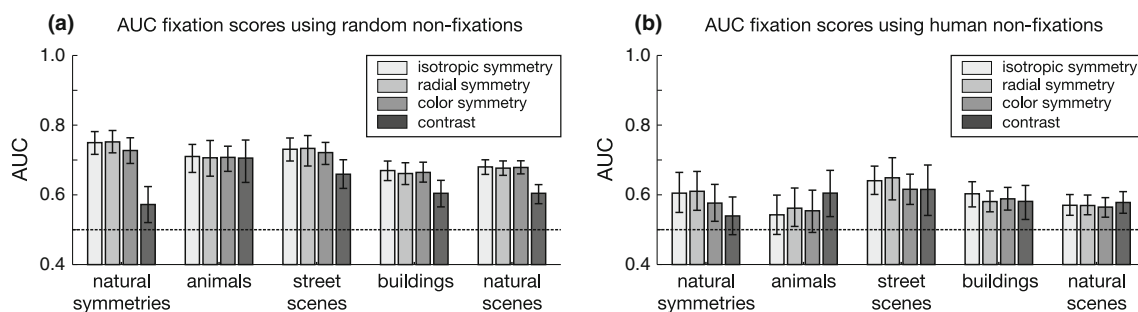 (a) AUC fixation scores using random non-fixations
1.0
isotropic symmetry
radial symmetry
color symmetry
contrast
0.8
AUC
0.6
0.4
natural symmetries
animals
street scenes
buildings
natural scenes
(b) AUC fixation scores using human non-fixations
1.0
isotropic symmetry
radial symmetry
color symmetry
contrast
0.8
AUC
0.6
0.4
natural symmetries
animals
street scenes
buildings
natural scenes